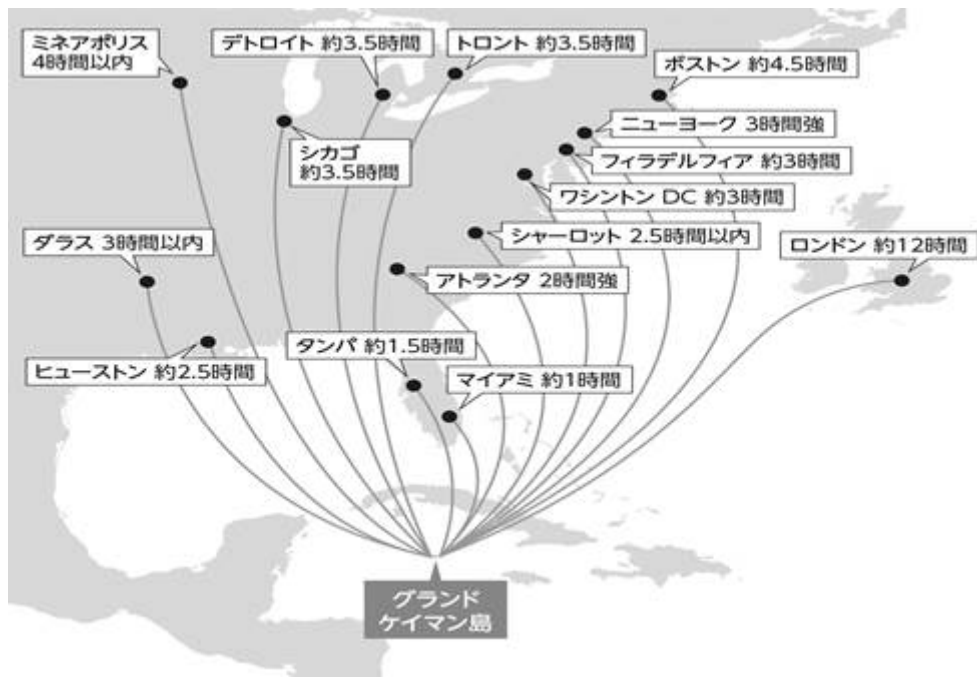 ミネアポリス
4時間以内
デトロイト 約3.5時間
トロント 約3.5時間
ボストン 約4.5時間
ニューヨーク 3時間強
シカゴ
約3.5時間
フィラデルフィア 約3時間
ワシントン DC 約3時間
シャーロット 2.5時間以内
ダラス 3時間以内
ロンドン 約12時間
アトランタ 2時間強
タンパ 約1.5時間
ヒューストン 約2.5時間
マイアミ 約1時間
グランド
ケイマン島